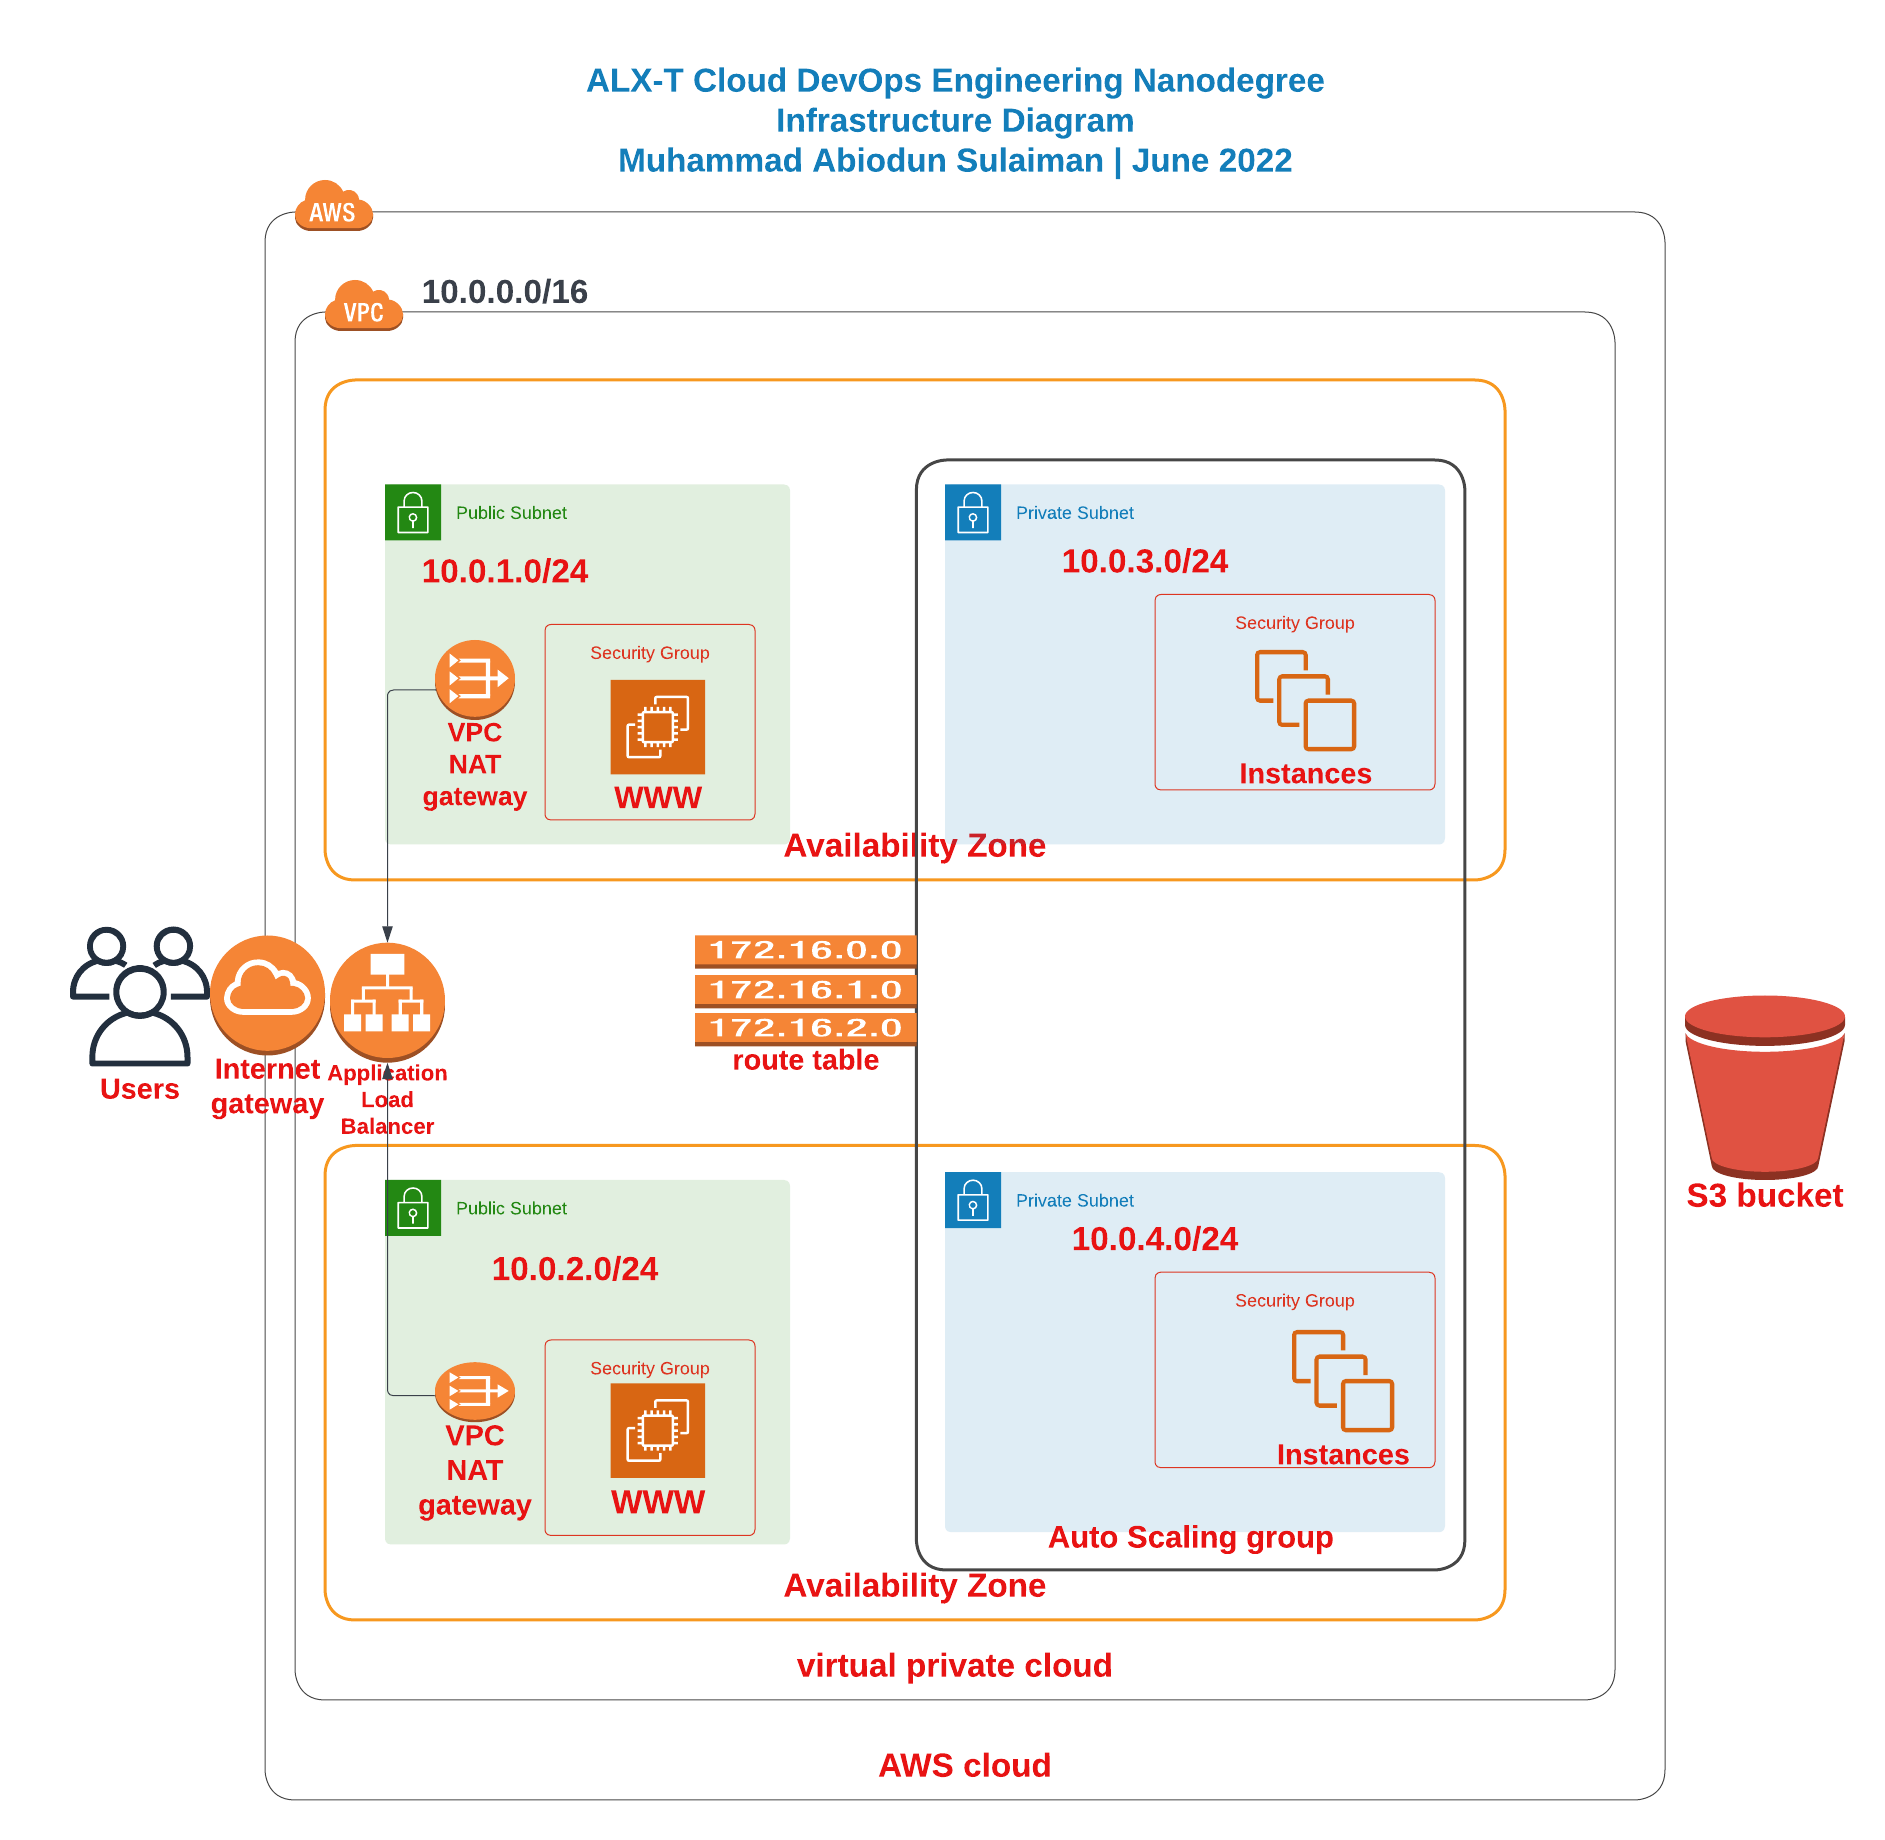 ALX-T Cloud DevOps Engineering Nanodegree
Infrastructure Diagram
Muhammad Abiodun Sulaiman | June 2022
AWS
VPC
10.0.0.0/16
Public Subnet
10.0.1.0/24
VPC
NAT
gateway
Security Group
WWW
Private Subnet
10.0.3.0/24
Security Group
Instances
Availability Zone
Users
Internet
gateway
Application
Load
Balancer
172.16.0.0
172.16.1.0
172.16.2.0
route table
S3 bucket
Public Subnet
10.0.2.0/24
VPC
NAT
gateway
Security Group
WWW
Private Subnet
10.0.4.0/24
Security Group
Instances
Auto Scaling group
Availability Zone
virtual private cloud
AWS cloud